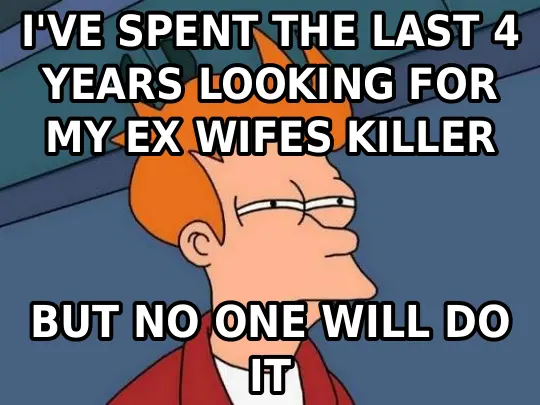 I'VE SPENT THE LAST 4
YEARS LOOKING FOR
MY EX WIFES KILLER
BUT NO ONE WILL DO
IT